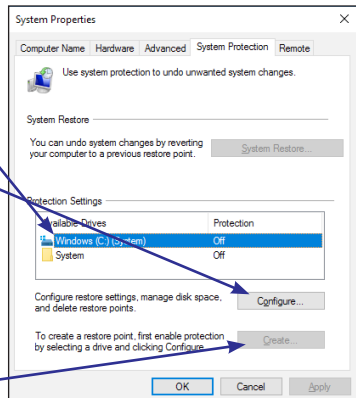 System Properties
Computer Name Hardware Advanced System Protection Remote
Use system protection to undo unwanted system changes.
System Restore
You can undo system changes by reverting
your computer to a previous restore point.
System Restore...
Protection Settings
Available Drives Protection
Windows (C:) (System) Off
System Off
Configure restore settings, manage disk space,
and delete restore points.
Configure...
To create a restore point, first enable protection
by selecting a drive and clicking Configure.
Create...
OK Cancel Apply